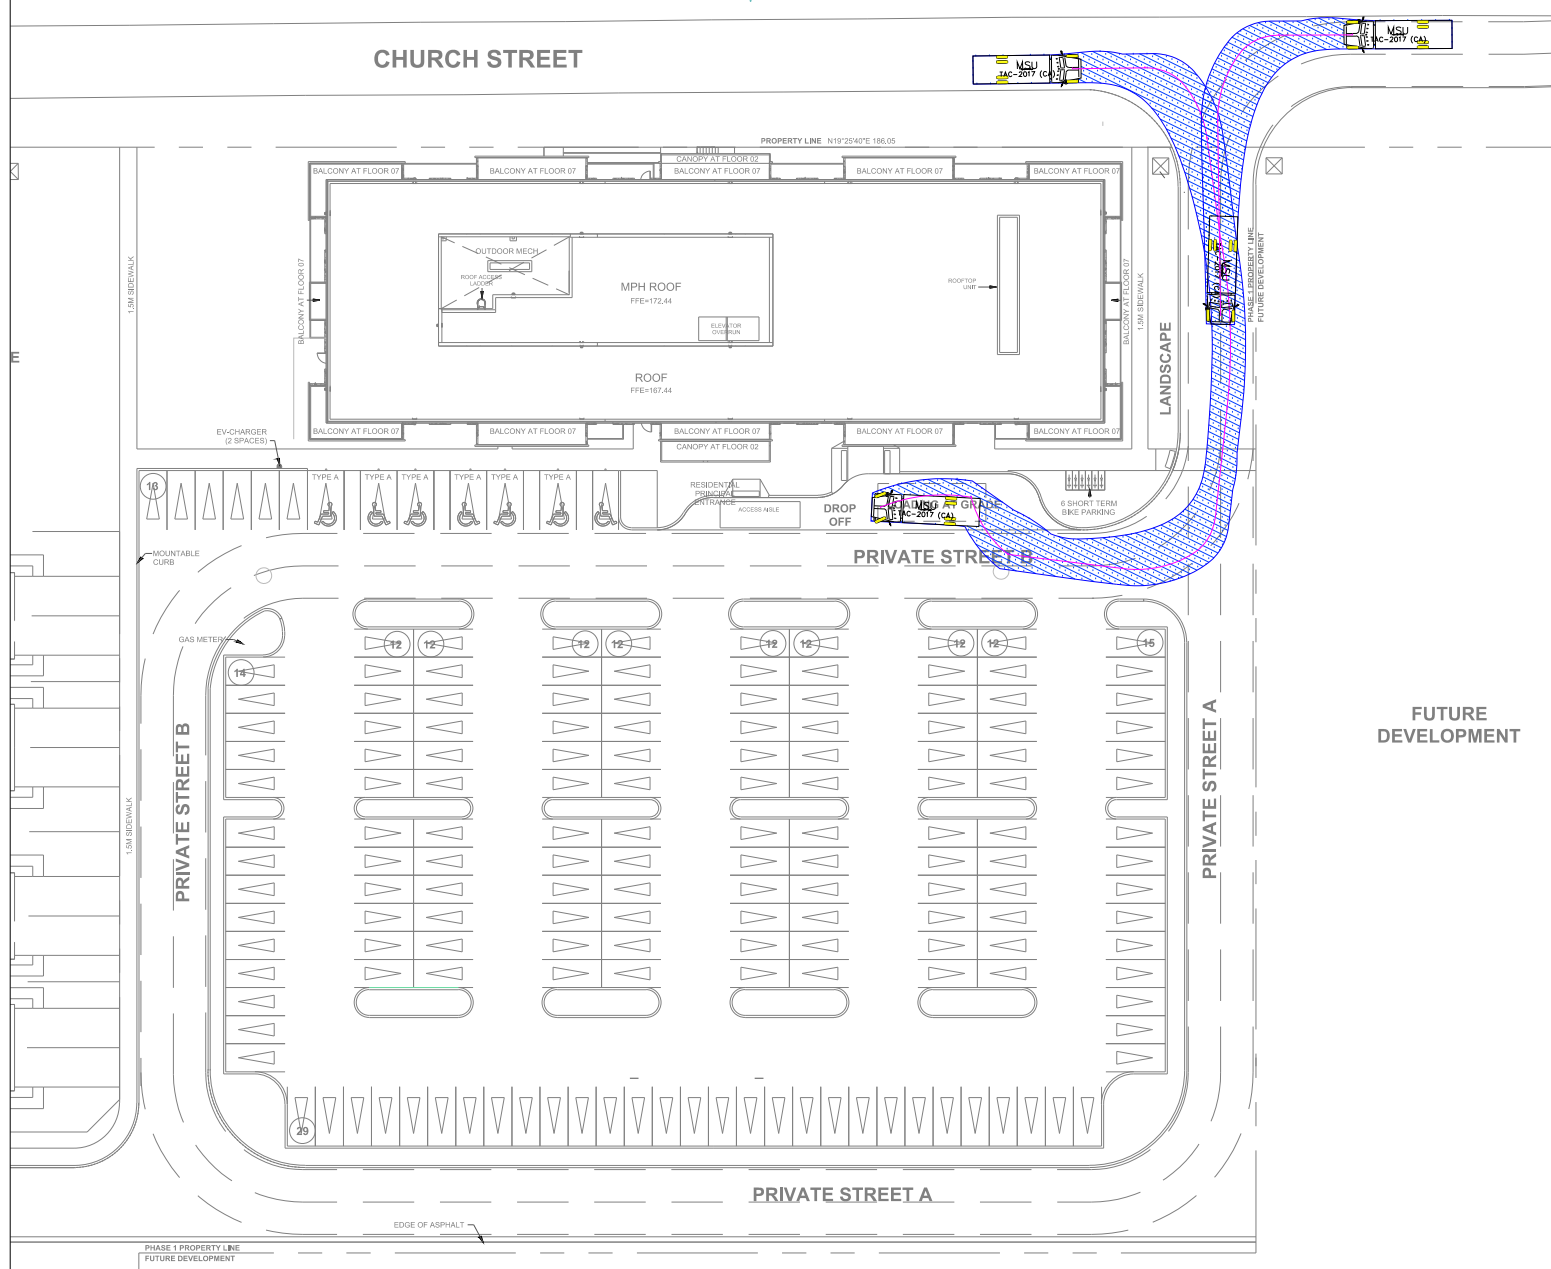 CHURCH STREET
MSU
TAC-2017 (CA)
MSU
TAC-2017 (CA)
PROPERTY LINE N19°25'40"E 186.05
CANOPY AT FLOOR 02
BALCONY AT FLOOR 07
BALCONY AT FLOOR 07
BALCONY AT FLOOR 07
BALCONY AT FLOOR 07
BALCONY AT FLOOR 07
1.5M SIDEWALK
BALCONY AT FLOOR 07
OUTDOOR MECH
ROOF ACCESS
LADDER
MPH ROOF
FFE=172.44
ELEVATOR
OVERRUN
ROOFTOP
UNIT
ROOF
FFE=167.44
BALCONY AT FLOOR 07
1.5M SIDEWALK
LANDSCAPE
MSU
PHASE 1 PROPERTY LINE
FUTURE DEVELOPMENT
E
BALCONY AT FLOOR 07
BALCONY AT FLOOR 07
BALCONY AT FLOOR 07
BALCONY AT FLOOR 07
BALCONY AT FLOOR 07
CANOPY AT FLOOR 02
EV-CHARGER
(2 SPACES)
13
TYPE A
TYPE A
TYPE A
TYPE A
TYPE A
TYPE A
TYPE A
RESIDENTIAL
PRINCIPAL
ENTRANCE
ACCESS AISLE
DROP
OFF
LOADING AT GRADE
MSU
TAC-2017 (CA)
6 SHORT TERM
BIKE PARKING
MOUNTABLE
CURB
PRIVATE STREET B
GAS METER
14
12
12
12
12
12
12
12
12
15
PRIVATE STREET B
1.5M SIDEWALK
PRIVATE STREET A
FUTURE
DEVELOPMENT
29
PRIVATE STREET A
EDGE OF ASPHALT
PHASE 1 PROPERTY LINE
FUTURE DEVELOPMENT